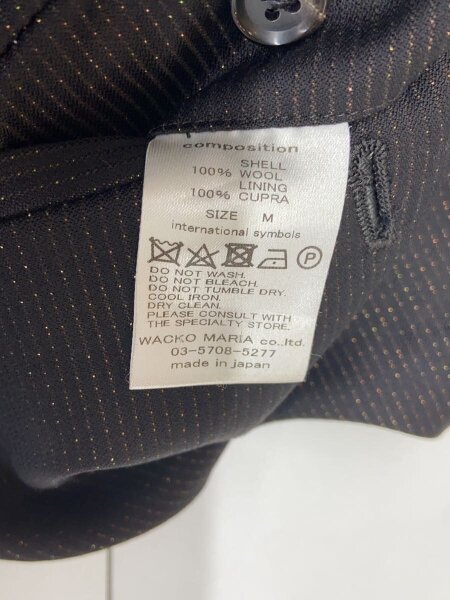 composition
SHELL
100% WOOL
LINING
100% CUPRA
SIZE M
international symbols
P
DO NOT WASH.
DO NOT BLEACH.
DO NOT TUMBLE DRY.
COOL IRON.
DRY CLEAN.
PLEASE CONSULT WITH
THE SPECIALTY STORE.
WACKO MARIA co.,ltd.
03-5708-5277
made in japan